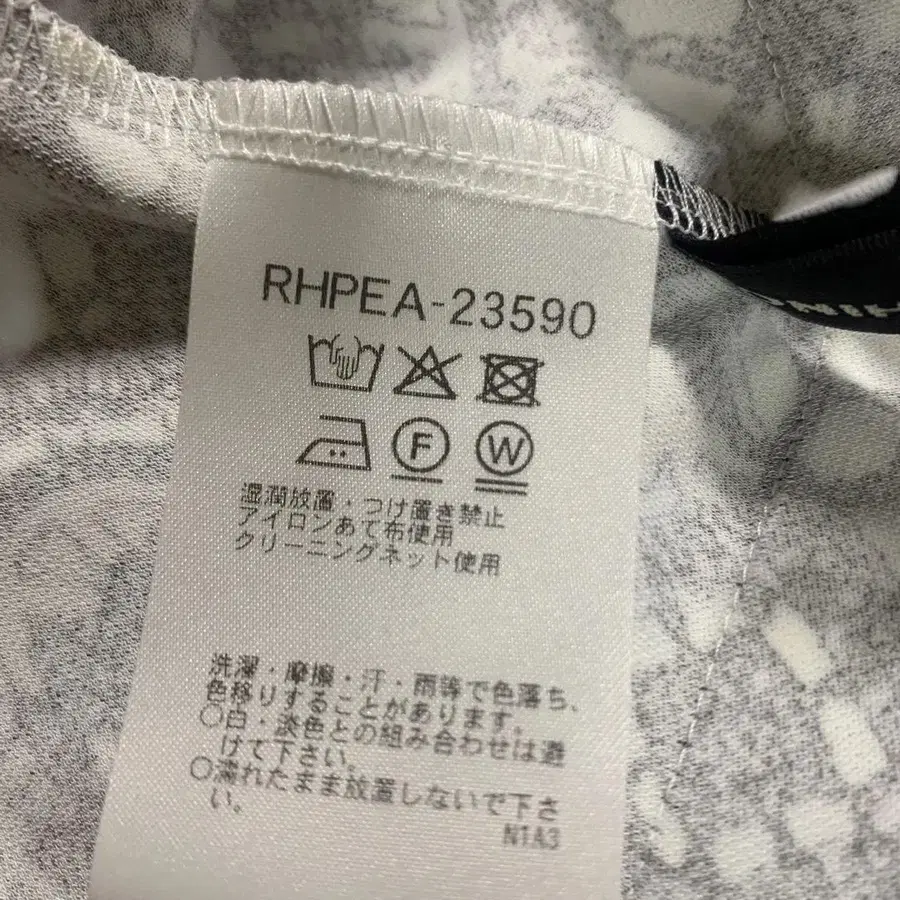 RHPEA-23590
F W
湿潤放置・つけ置き禁止
アイロンあて布使用
クリーニングネット使用
洗濯・摩擦・汗・雨等で色落ち、
色移りすることがあります。
○白・淡色との組み合わせは避
けて下さい。
○濡れたまま放置しないで下さ
い。
N1A3